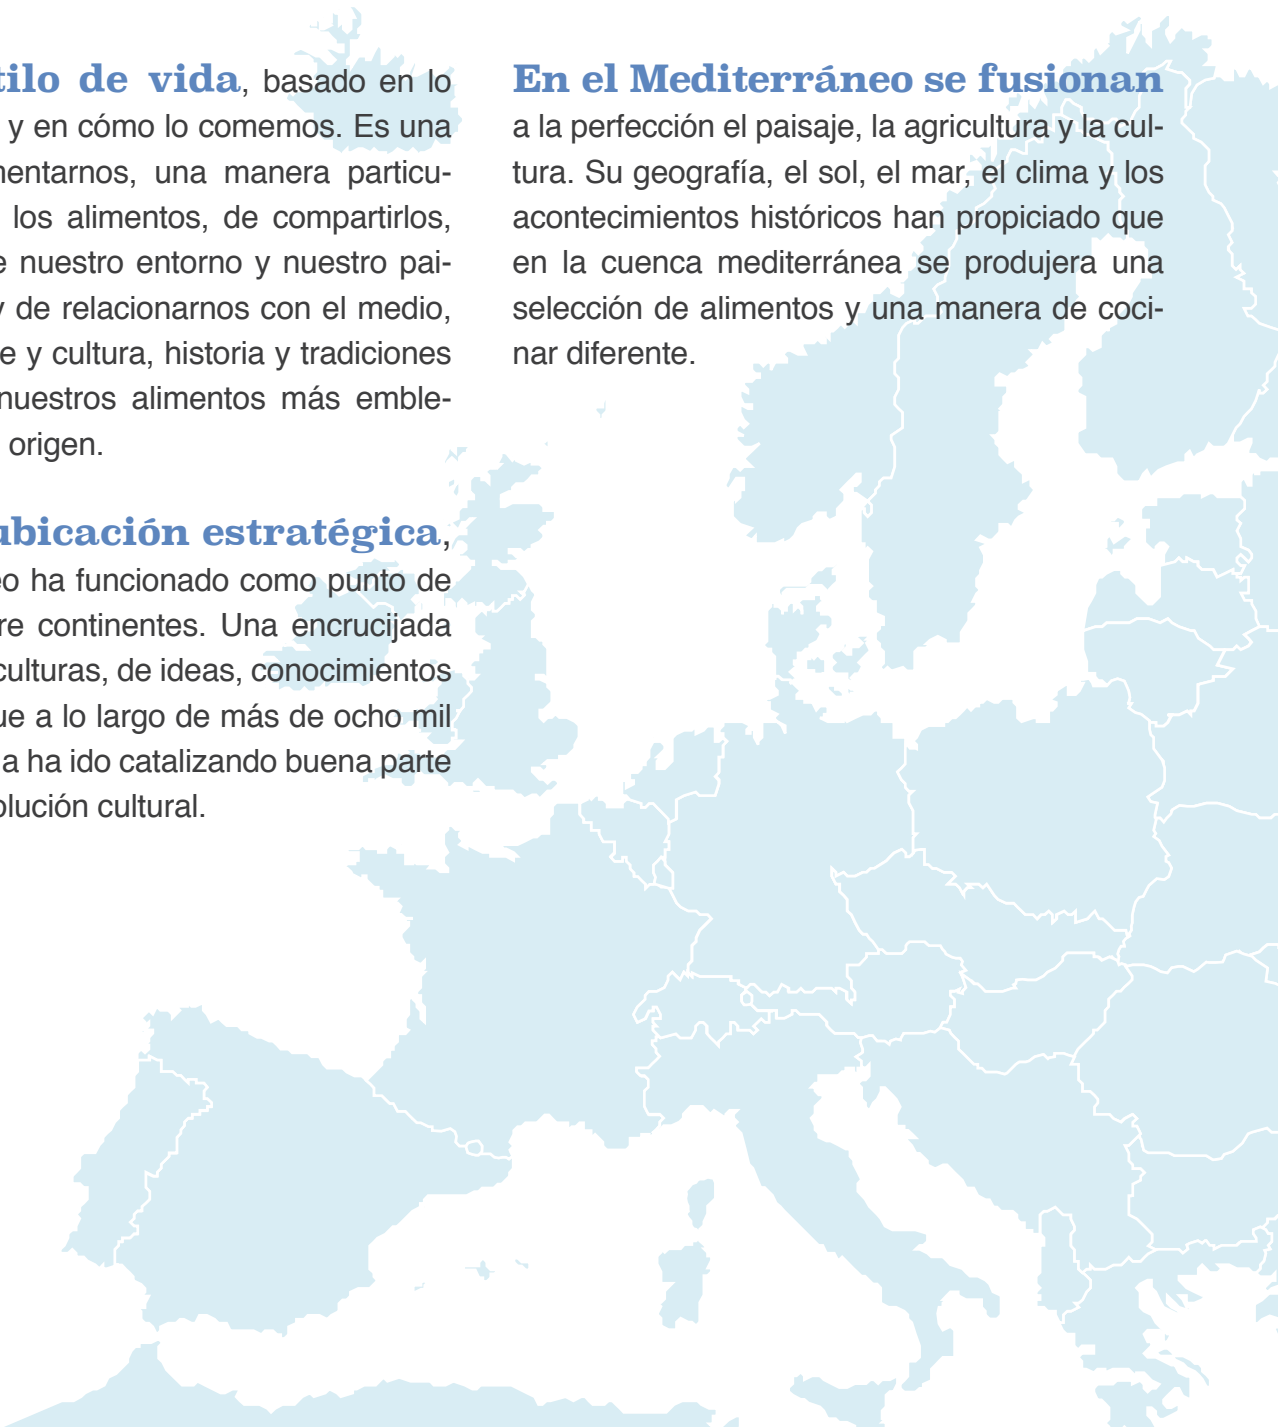 tilo de vida, basado en lo
y en cómo lo comemos. Es una
mentarnos, una manera particu-
los alimentos, de compartirlos,
e nuestro entorno y nuestro pai-
y de relacionarnos con el medio,
e y cultura, historia y tradiciones
nuestros alimentos más emble-
origen.
ubicación estratégica,
eo ha funcionado como punto de
re continentes. Una encrucijada
culturas, de ideas, conocimientos
ue a lo largo de más de ocho mil
a ha ido catalizando buena parte
olución cultural.
En el Mediterráneo se fusionan
a la perfección el paisaje, la agricultura y la cul-
tura. Su geografía, el sol, el mar, el clima y los
acontecimientos históricos han propiciado que
en la cuenca mediterránea se produjera una
selección de alimentos y una manera de coci-
nar diferente.